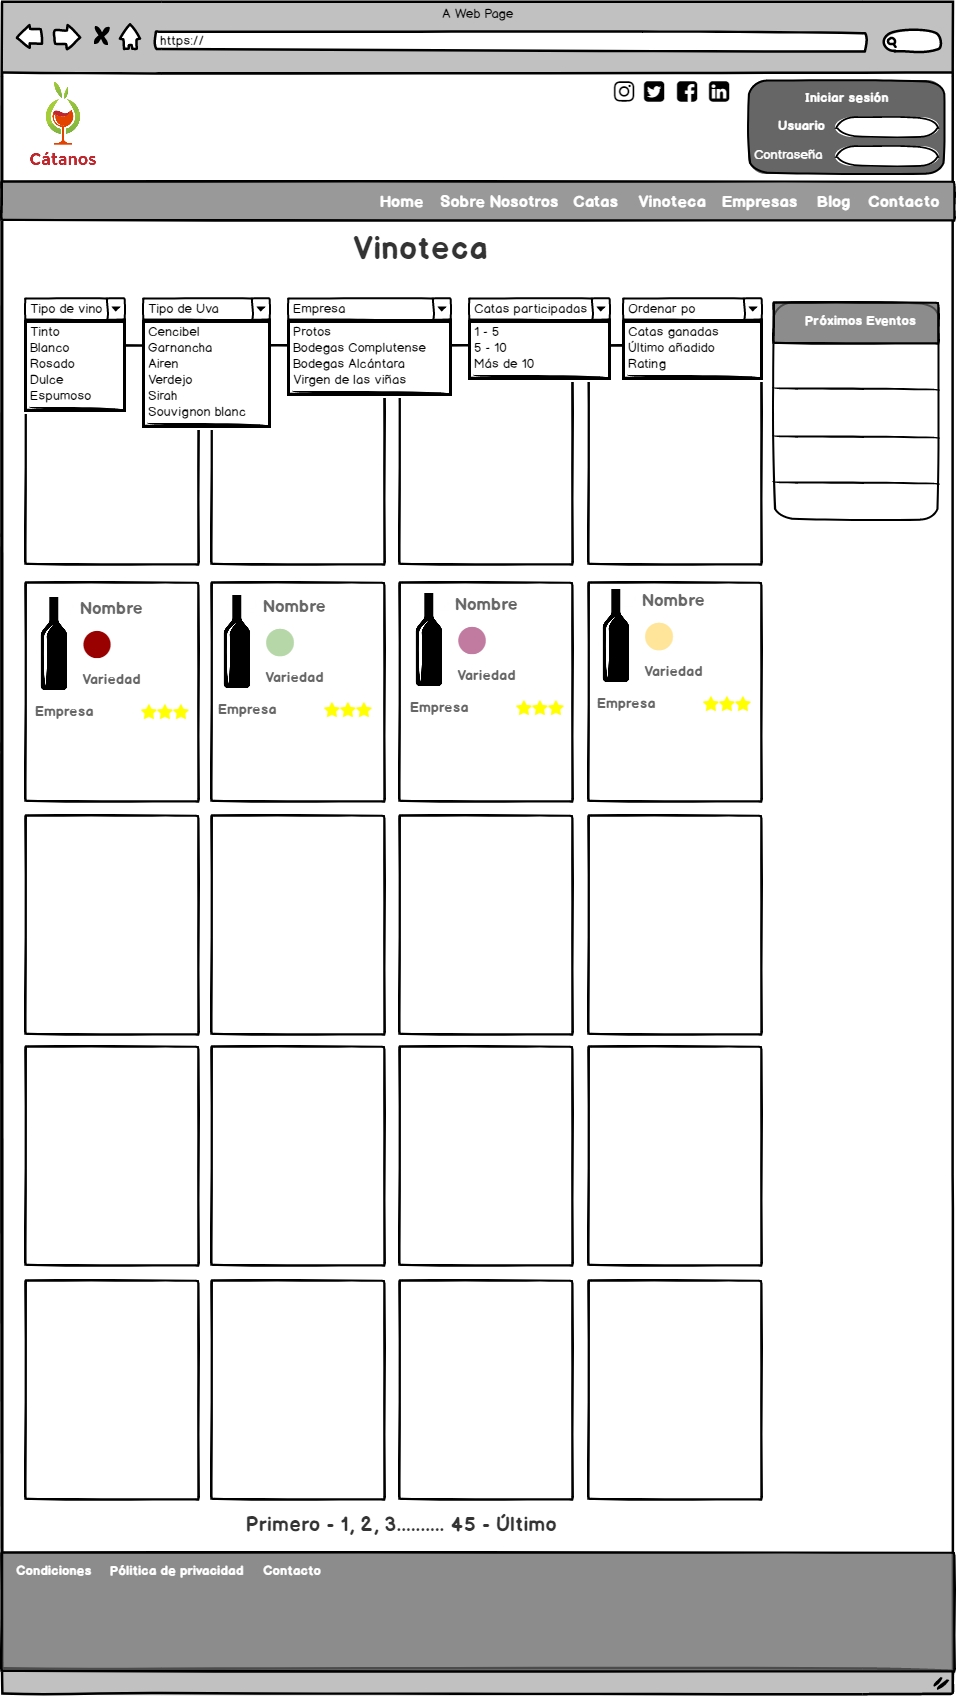 A Web Page
https://
Cátanos
Iniciar sesión
Usuario
Contraseña
Home Sobre Nosotros Catas Vinoteca Empresas Blog Contacto
Vinoteca
Tipo de vino
Tinto
Blanco
Rosado
Dulce
Espumoso
Tipo de Uva
Cencibel
Garnancha
Airen
Verdejo
Sirah
Souvignon blanc
Empresa
Protos
Bodegas Complutense
Bodegas Alcántara
Virgen de las viñas
Catas participadas
1 - 5
5 - 10
Más de 10
Ordenar po
Catas ganadas
Último añadido
Rating
Próximos Eventos
Nombre
Variedad
Empresa
Nombre
Variedad
Empresa
Nombre
Variedad
Empresa
Nombre
Variedad
Empresa
Primero - 1, 2, 3.......... 45 - Último
Condiciones Pólitica de privacidad Contacto